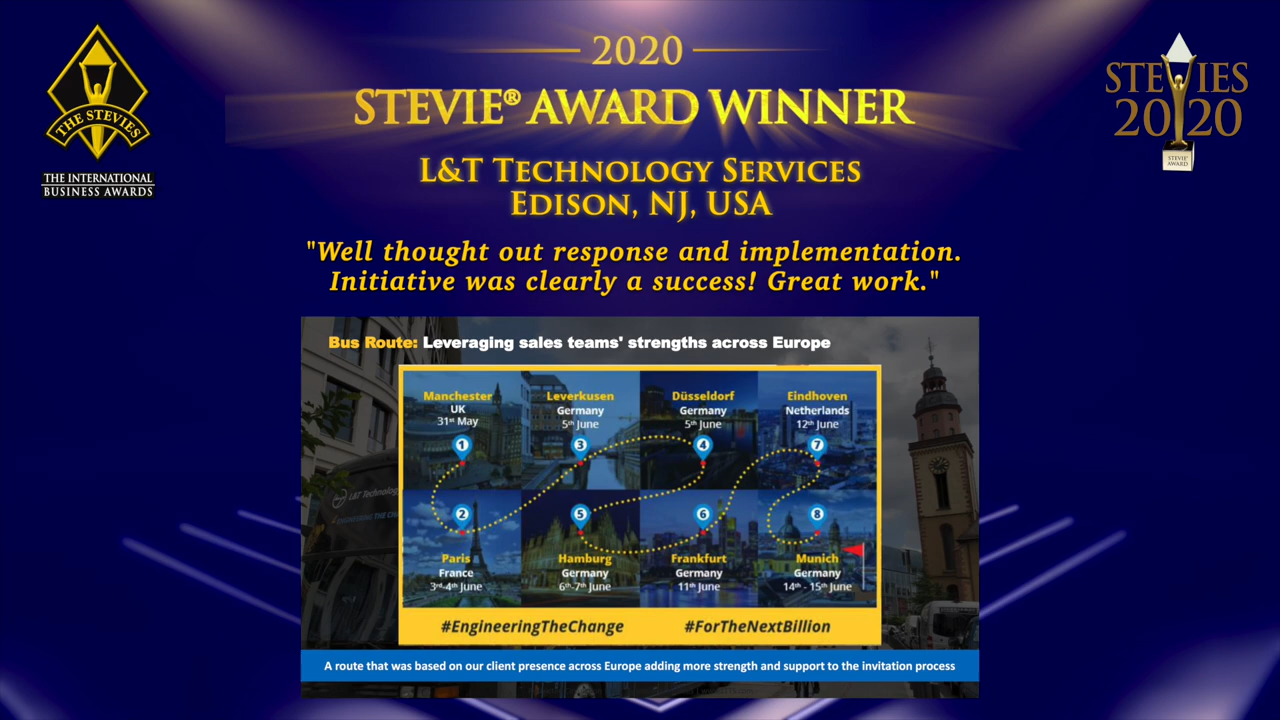 2020
STEVIE® AWARD WINNER
THE STEVIES
THE INTERNATIONAL
BUSINESS AWARDS
STEVIES
2020
STEVIE®
AWARD
L&T TECHNOLOGY SERVICES
EDISON, NJ, USA
"Well thought out response and implementation.
Initiative was clearly a success! Great work."
Bus Route: Leveraging sales teams' strengths across Europe
Manchester
UK
31st May
1
Leverkusen
Germany
5th June
3
Düsseldorf
Germany
5th June
4
Eindhoven
Netherlands
12th June
7
2
Paris
France
3rd-4th June
5
Hamburg
Germany
6th-7th June
6
Frankfurt
Germany
11th June
8
Munich
Germany
14th - 15th June
L&T Technology
#EngineeringTheChange
#ForTheNextBillion
A route that was based on our client presence across Europe adding more strength and support to the invitation process